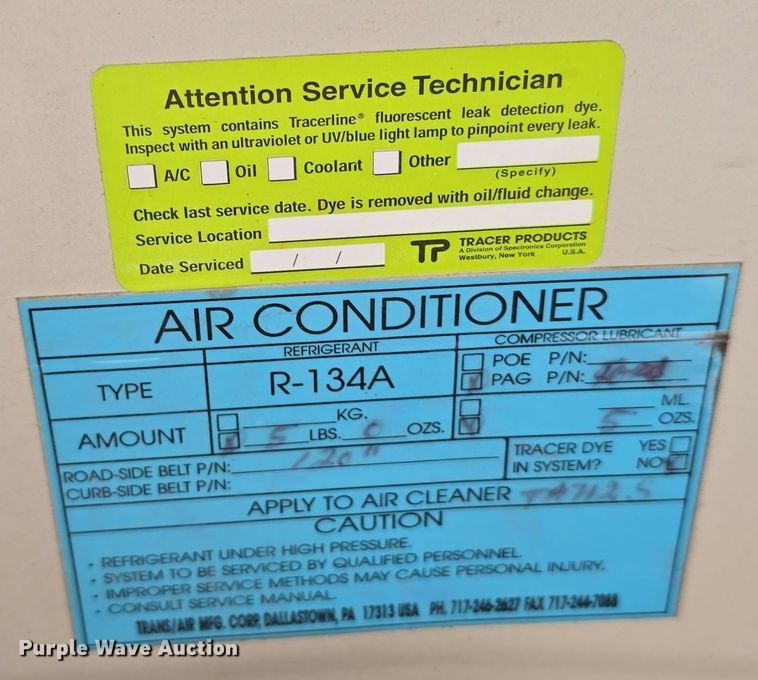 Attention Service Technician
This system contains Tracerline® fluorescent leak detection dye.
Inspect with an ultraviolet or UV/blue light lamp to pinpoint every leak.
A/C Oil Coolant Other
(Specify)
Check last service date. Dye is removed with oil/fluid change.
Service Location
Date Serviced / /
TP TRACER PRODUCTS
A Division of Spectronics Corporation
Westbury, New York U.S.A.
AIR CONDITIONER
REFRIGERANT COMPRESSOR LUBRICANT
TYPE R-134A POE P/N:
X PAG P/N:
AMOUNT KG. ML.
X 5 LBS. 0 OZS. X 5 OZS.
ROAD-SIDE BELT P/N: 120" TRACER DYE YES
CURB-SIDE BELT P/N: IN SYSTEM? NO
APPLY TO AIR CLEANER
CAUTION
• REFRIGERANT UNDER HIGH PRESSURE.
• SYSTEM TO BE SERVICED BY QUALIFIED PERSONNEL.
• IMPROPER SERVICE METHODS MAY CAUSE PERSONAL INJURY.
• CONSULT SERVICE MANUAL.
TRANS/AIR MFG. CORP, DALLASTOWN, PA 17313 USA PH. 717-246-2627 FAX 717-244-7088
Purple Wave Auction